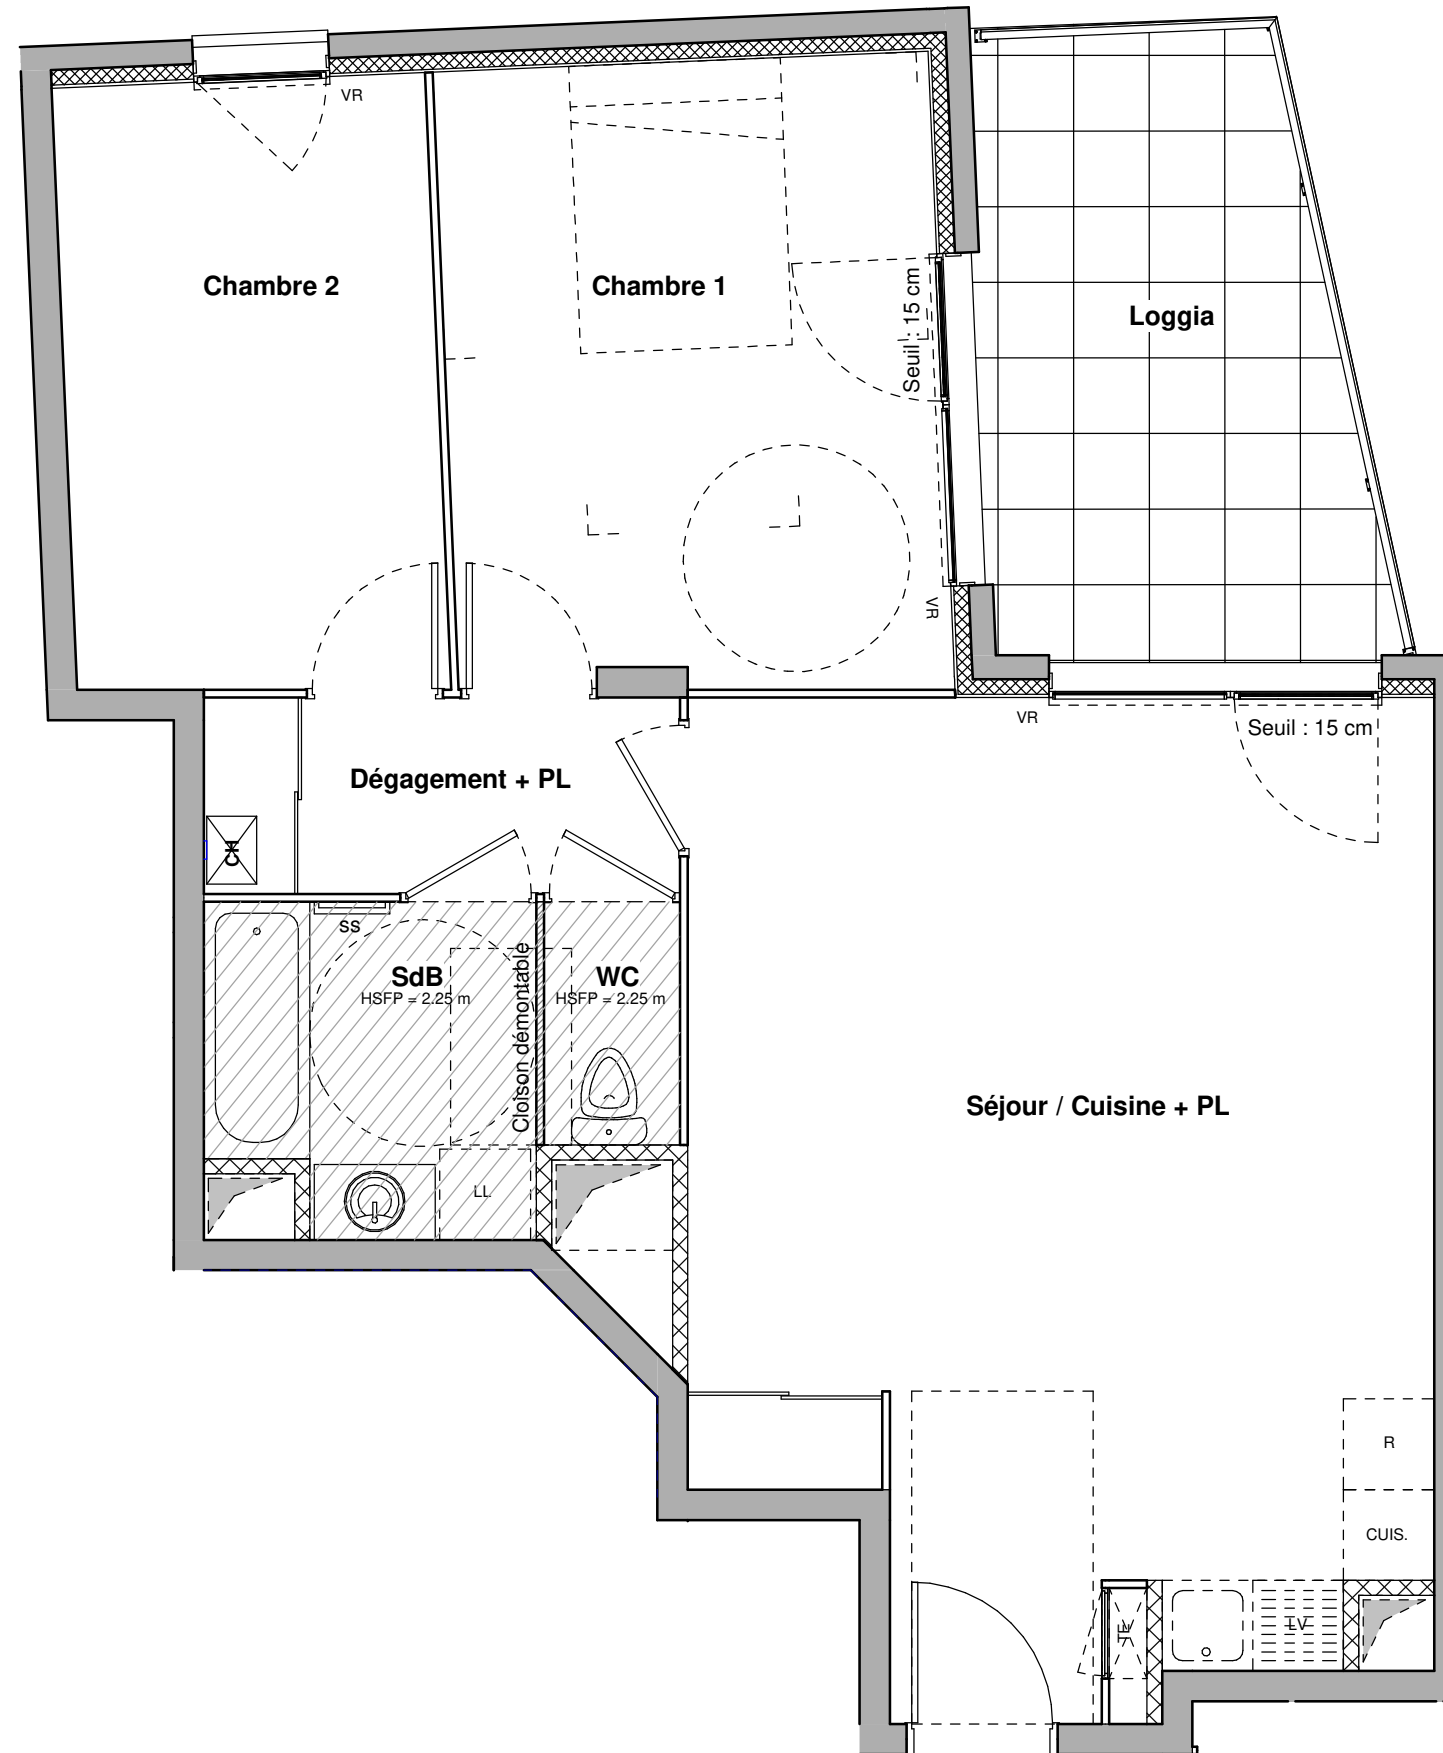 VR
Chambre 2
Chambre 1
Seuil : 15 cm
Loggia
VR
VR
Seuil : 15 cm
Dégagement + PL
CH
SS
SdB
HSFP = 2.25 m
Cloison démontable
WC
HSFP = 2.25 m
Séjour / Cuisine + PL
LL
R
CUIS.
TE
LV